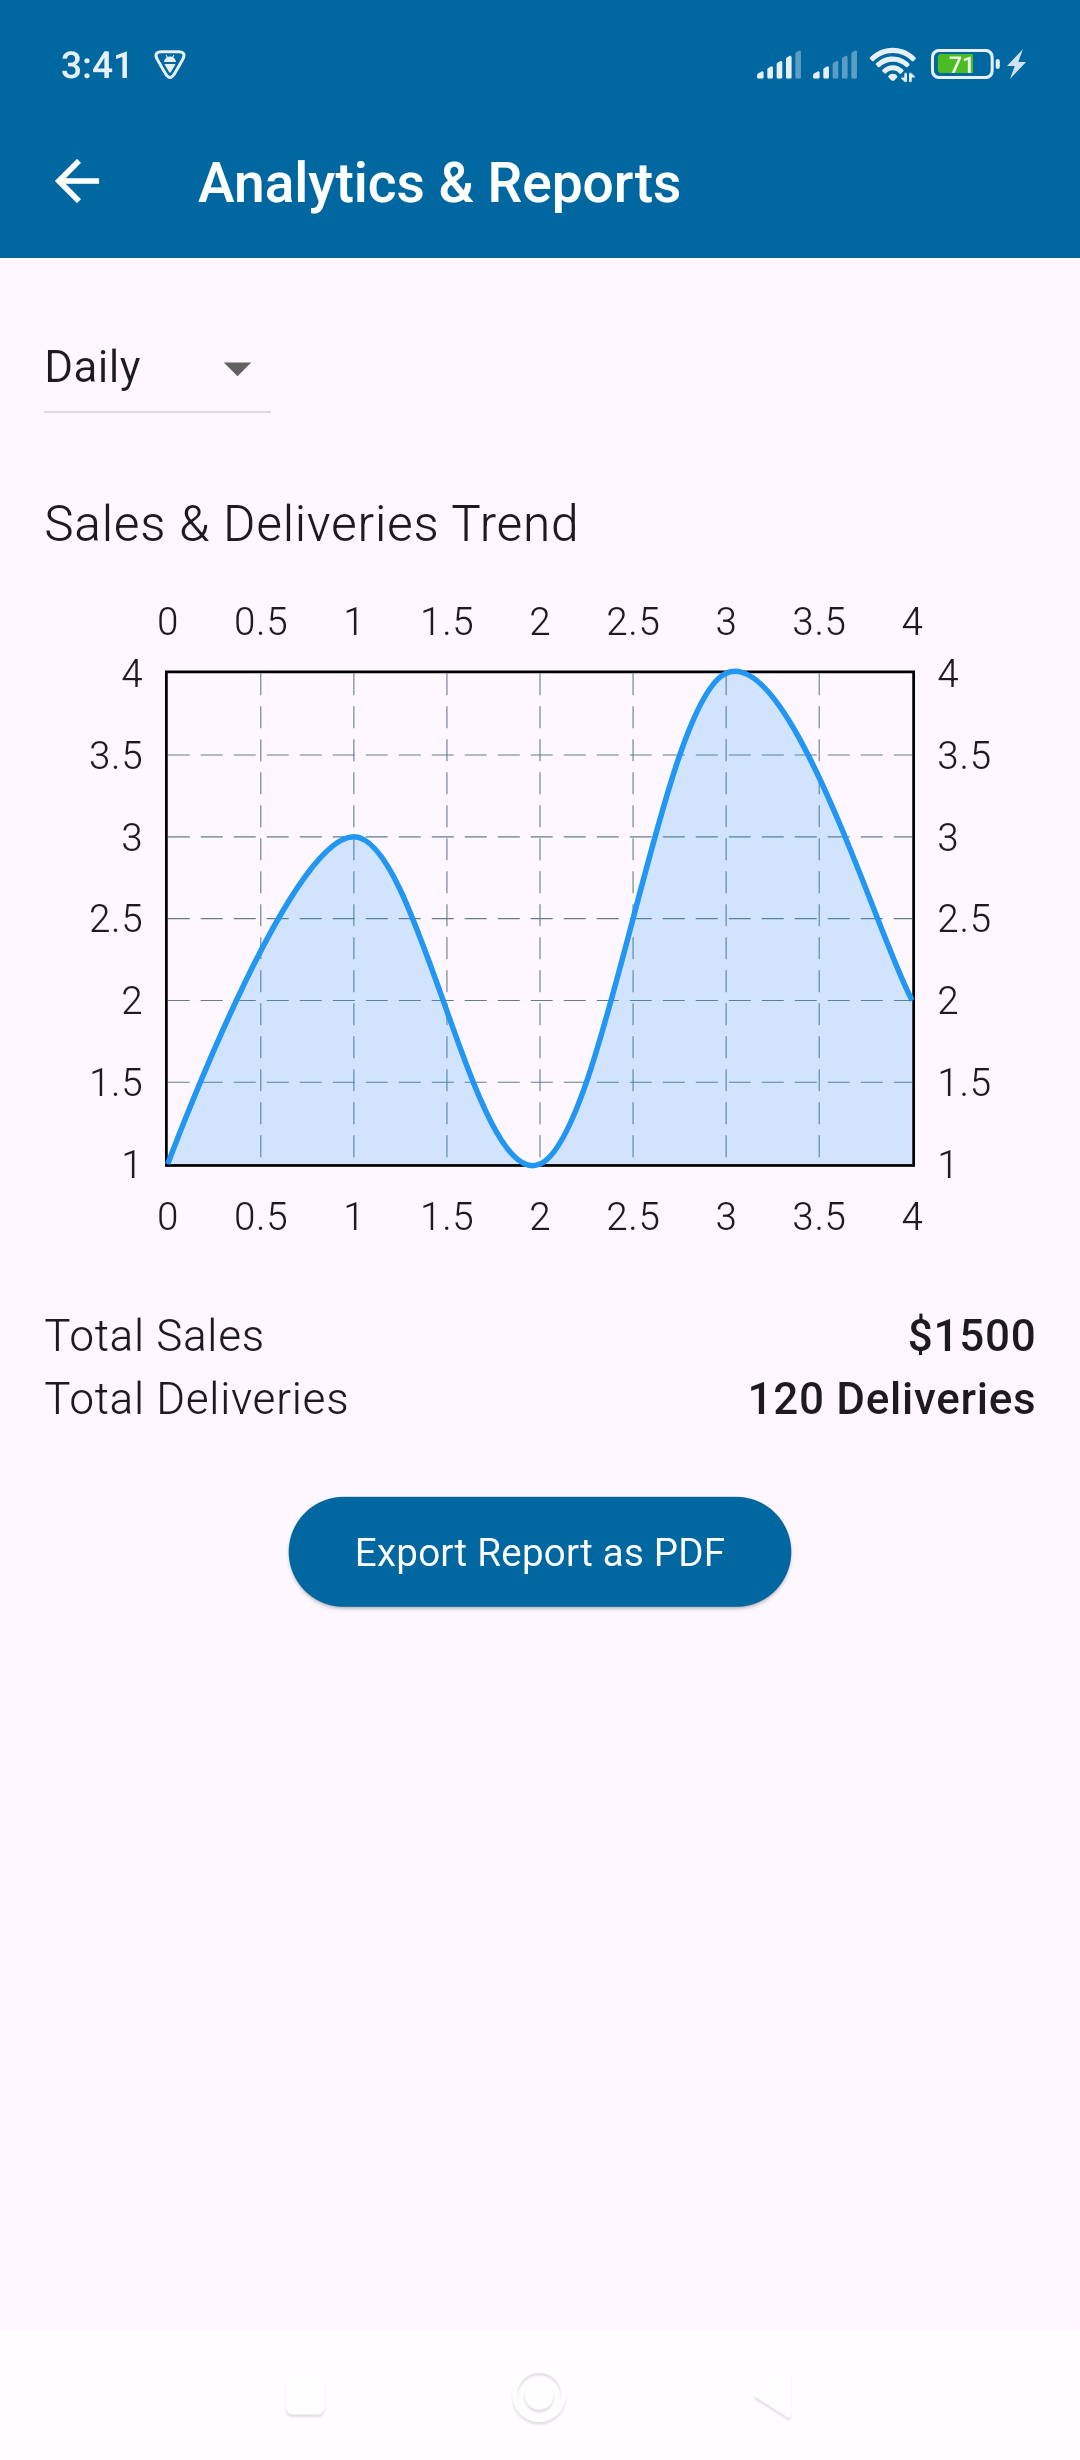 3:41 71
Analytics & Reports
Daily
Sales & Deliveries Trend
0 0.5 1 1.5 2 2.5 3 3.5 4
4 4
3.5 3.5
3 3
2.5 2.5
2 2
1.5 1.5
1 1
0 0.5 1 1.5 2 2.5 3 3.5 4
Total Sales $1500
Total Deliveries 120 Deliveries
Export Report as PDF